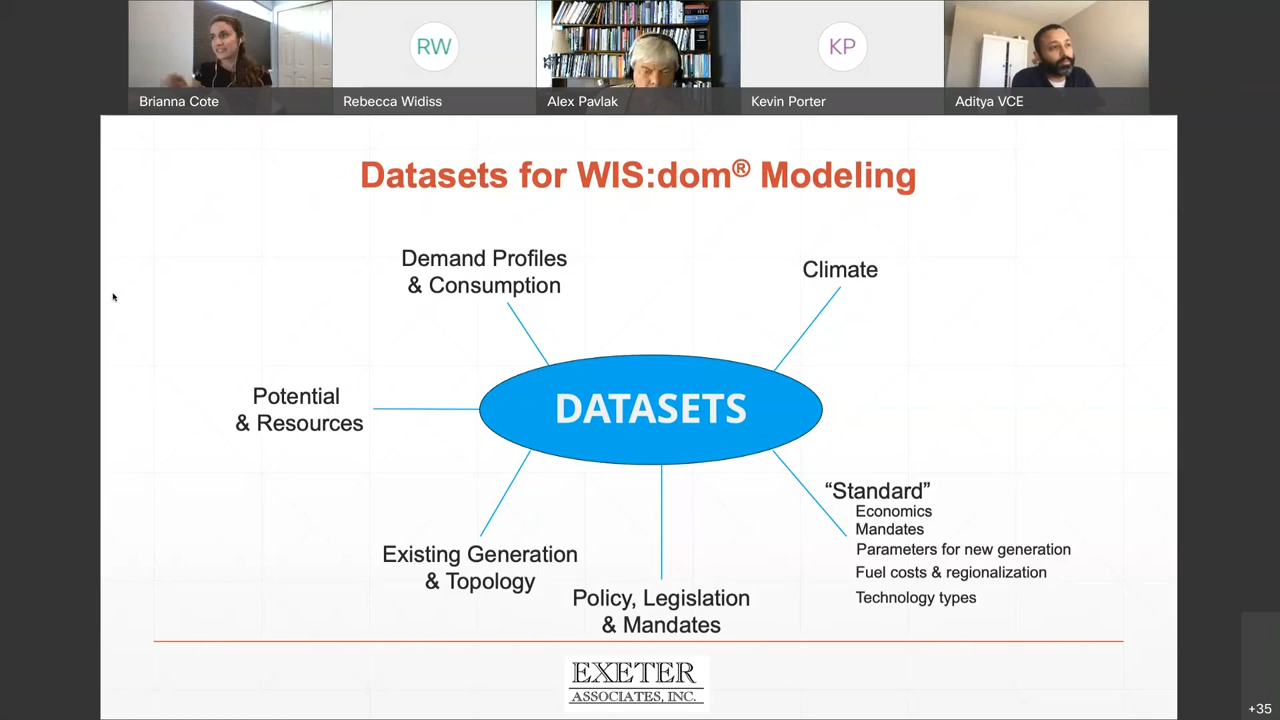 RW
KP
Brianna Cote
Rebecca Widiss
Alex Pavlak
Kevin Porter
Aditya VCE
Datasets for WIS:dom® Modeling
Demand Profiles
& Consumption
Climate
Potential
& Resources
DATASETS
“Standard”
Economics
Mandates
Parameters for new generation
Fuel costs & regionalization
Technology types
Existing Generation
& Topology
Policy, Legislation
& Mandates
EXETER
ASSOCIATES, INC.
+35